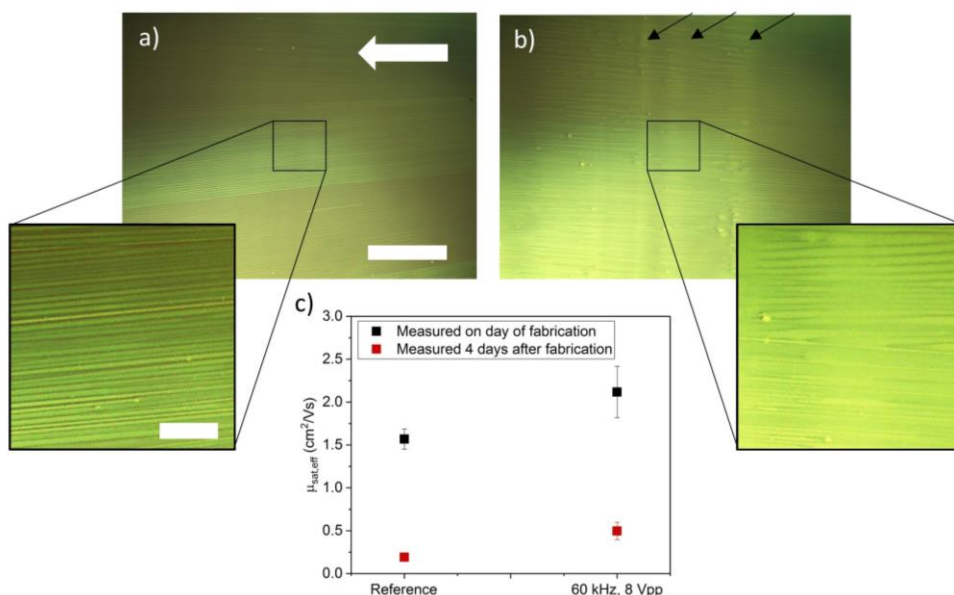 a)
b)
c)
3.0
2.5
2.0
1.5
1.0
0.5
0.0
μsat,eff (cm²/Vs)
Measured on day of fabrication
Measured 4 days after fabrication
Reference
60 kHz, 8 Vpp